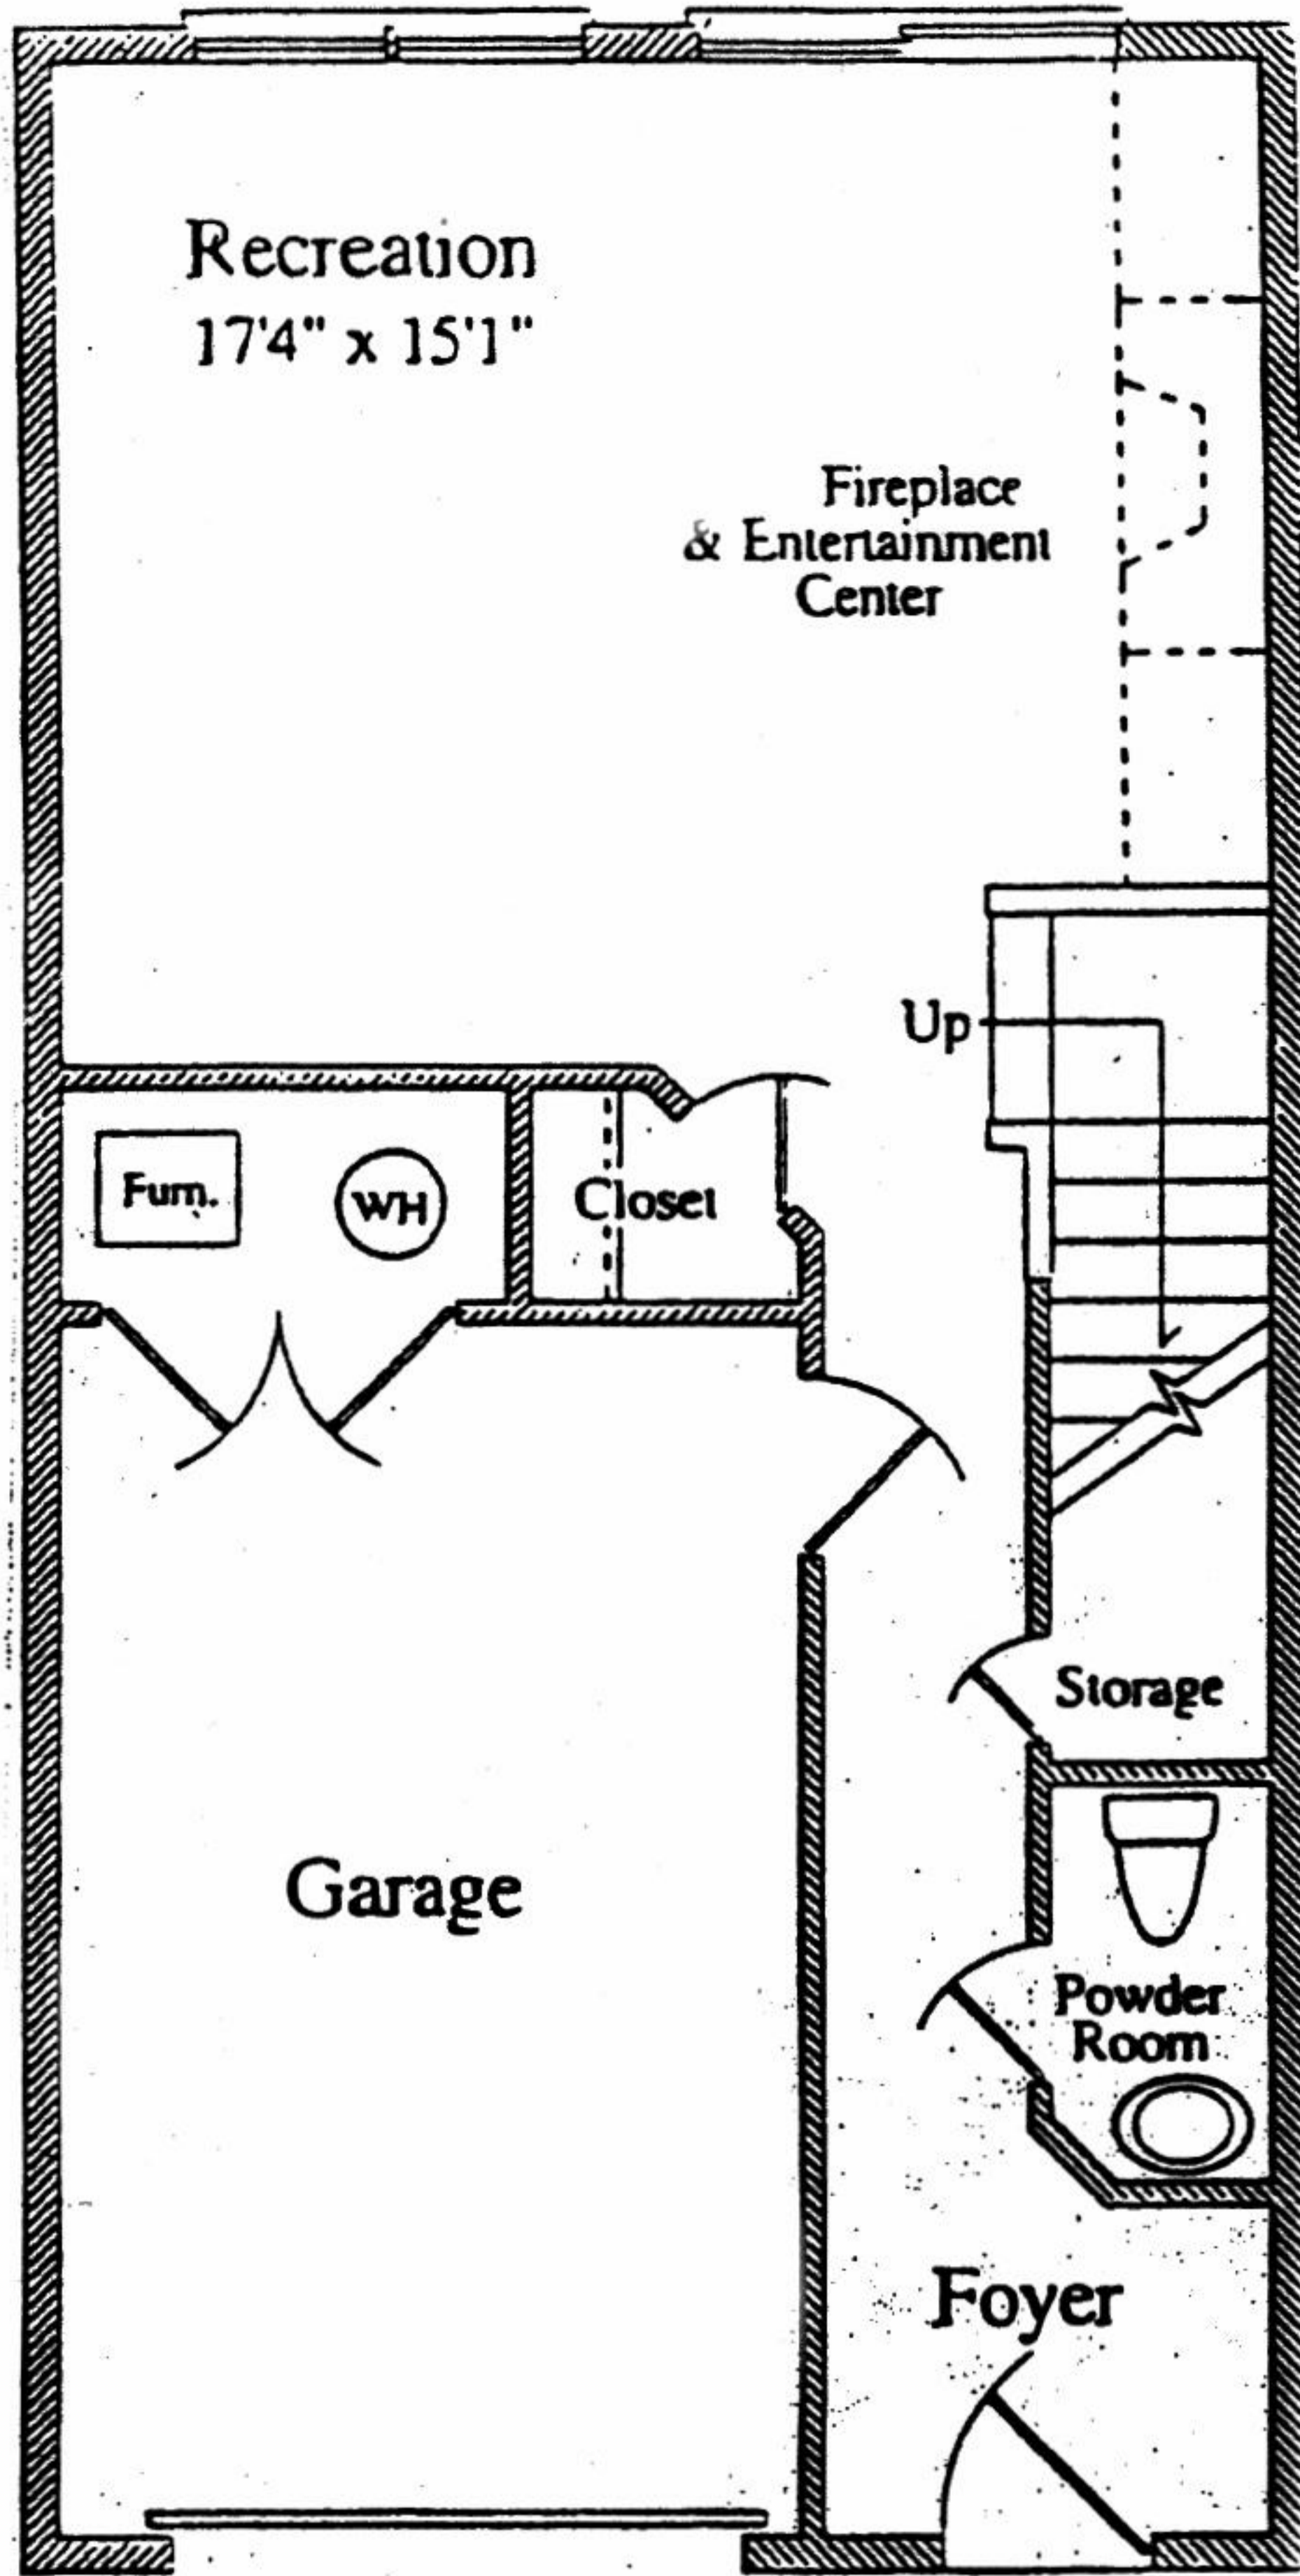 Recreation
17'4" x 15'1"
Fireplace
& Entertainment
Center
Up
Furn.
WH
Closet
Storage
Garage
Powder
Room
Foyer